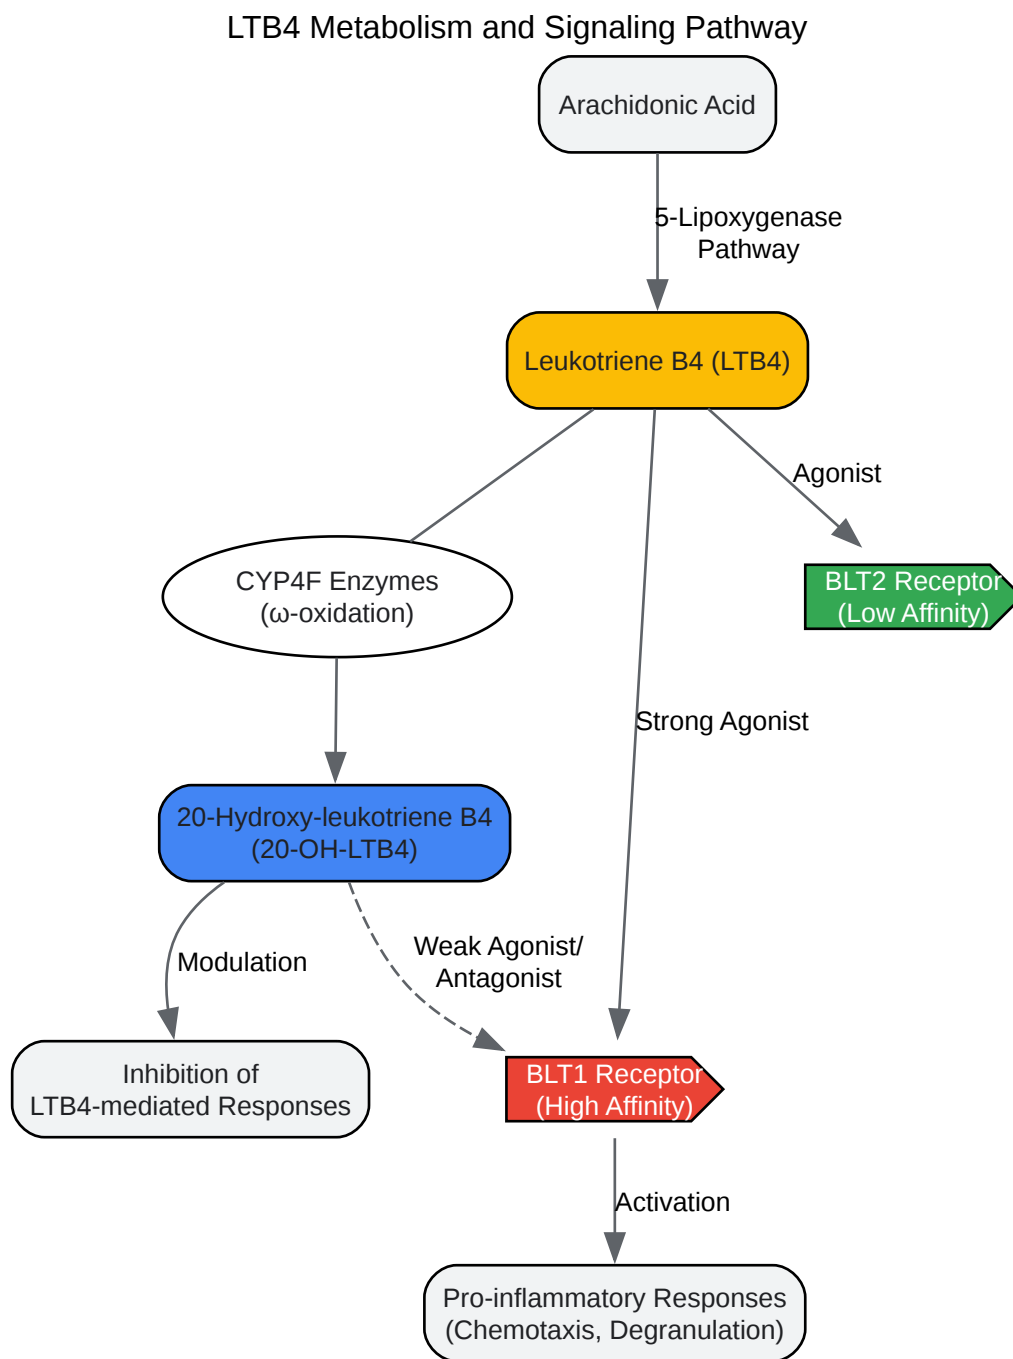 LTB4 Metabolism and Signaling Pathway
Arachidonic Acid
5-Lipoxygenase
Pathway
Leukotriene B4 (LTB4)
Agonist
CYP4F Enzymes
(ω-oxidation)
BLT2 Receptor
(Low Affinity)
Strong Agonist
20-Hydroxy-leukotriene B4
(20-OH-LTB4)
Modulation
Weak Agonist/
Antagonist
Inhibition of
LTB4-mediated Responses
BLT1 Receptor
(High Affinity)
Activation
Pro-inflammatory Responses
(Chemotaxis, Degranulation)